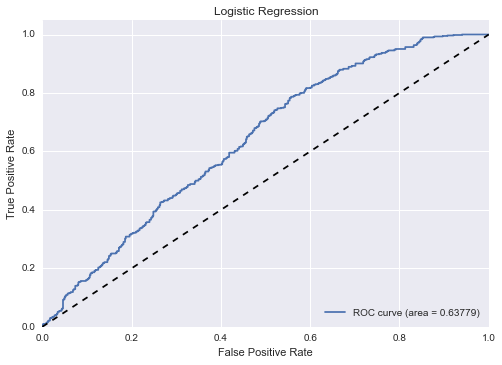 Logistic Regression
True Positive Rate
1.0
0.8
0.6
0.4
0.2
0.0
ROC curve (area = 0.63779)
0.0 0.2 0.4 0.6 0.8 1.0
False Positive Rate